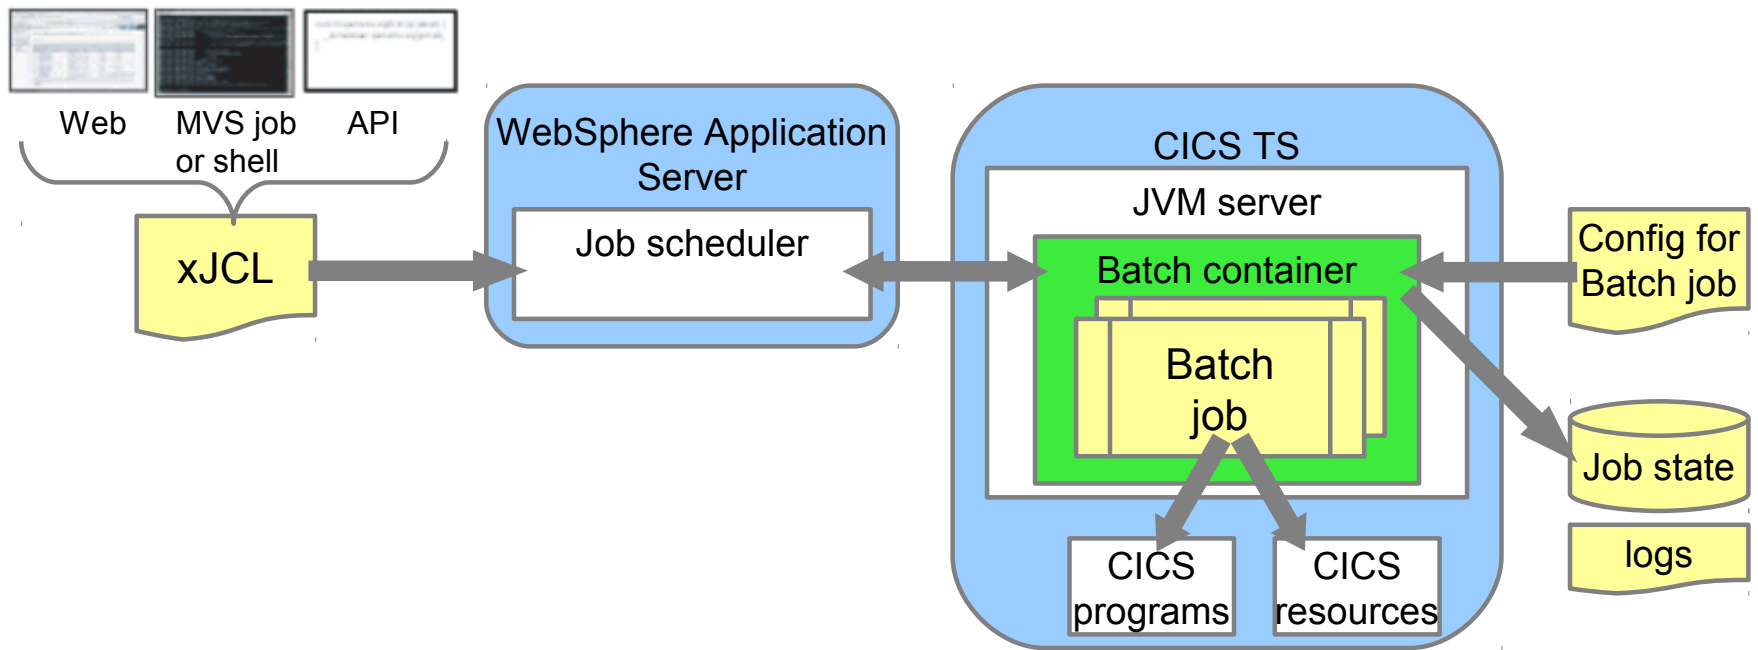 Web
MVS job
or shell
API
xJCL
WebSphere Application
Server
Job scheduler
CICS TS
JVM server
Batch container
Batch
job
CICS
programs
CICS
resources
Config for
Batch job
Job state
logs